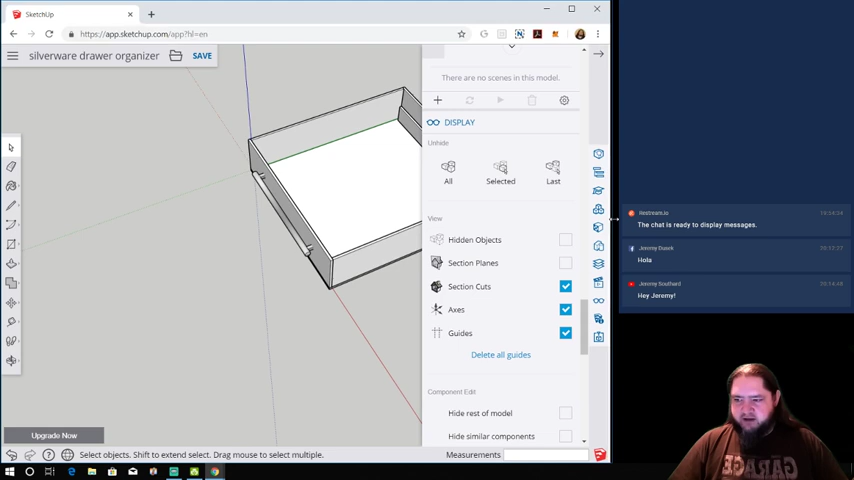 SketchUp
https://app.sketchup.com/app?hl=en
silverware drawer organizer
SAVE
There are no scenes in this model.
DISPLAY
Unhide
All
Selected
Last
View
Hidden Objects
Section Planes
Section Cuts
Axes
Guides
Delete all guides
Component Edit
Hide rest of model
Hide similar components
Upgrade Now
Select objects. Shift to extend select. Drag mouse to select multiple.
Measurements
Restream.io
The chat is ready to display messages.
Jeremy Dusek
Hola
Jeremy Southard
Hey Jeremy!
GARAGE